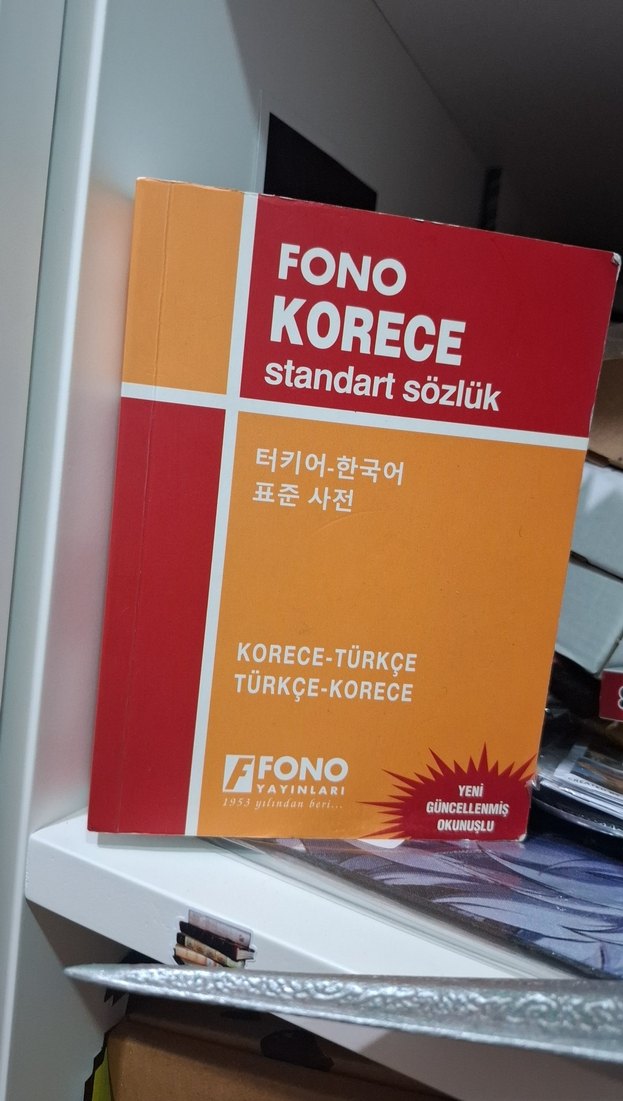 FONO
KORECE
standart sözlük
터키어-한국어
표준 사전
KORECE-TÜRKÇE
TÜRKÇE-KORECE
FONO
YAYINLARI
1953 yılından beri...
YENİ
GÜNCELLENMİŞ
OKUNUŞLU